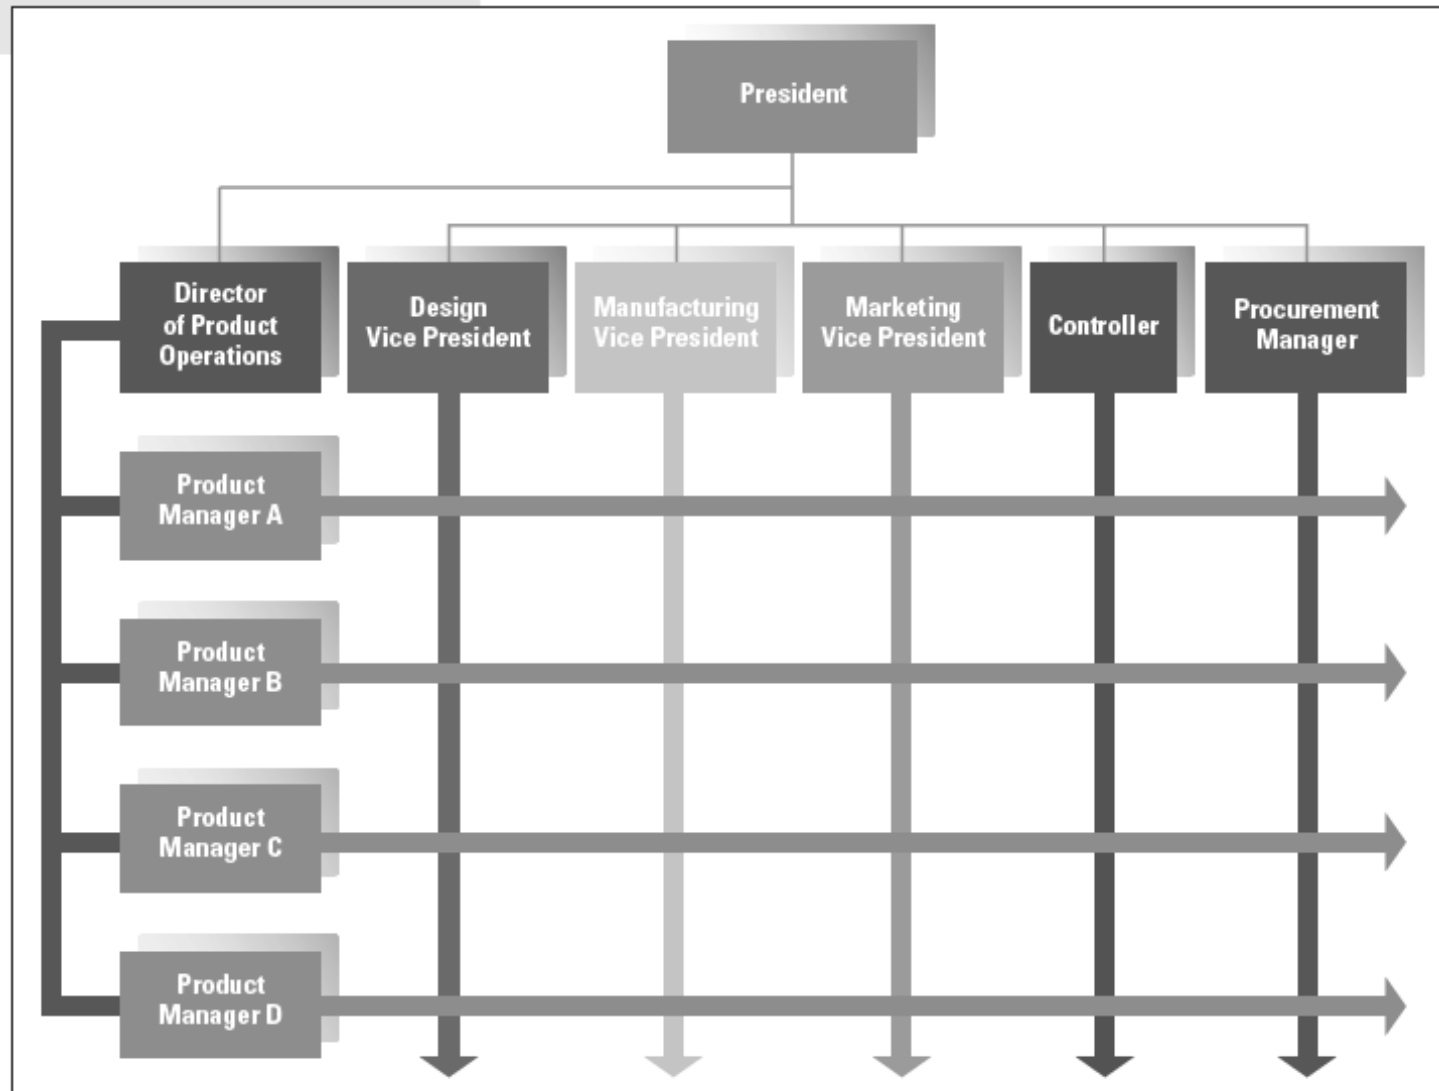 President
Director
of Product
Operations
Design
Vice President
Manufacturing
Vice President
Marketing
Vice President
Controller
Procurement
Manager
Product
Manager A
Product
Manager B
Product
Manager C
Product
Manager D